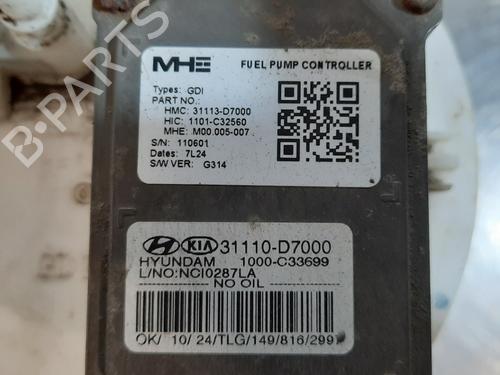 MHE FUEL PUMP CONTROLLER
Types: GDI
PART NO.:
HMC: 31113-D7000
HIC: 1101-C32560
MHE: M00.005-007
S/N: 110601
Dates: 7L24
S/W VER: G314
KIA 31110-D7000
HYUNDAM 1000-C33699
L/NO:NCI0287LA
NO OIL
OK/ 10/ 24/TLG/149/816/299